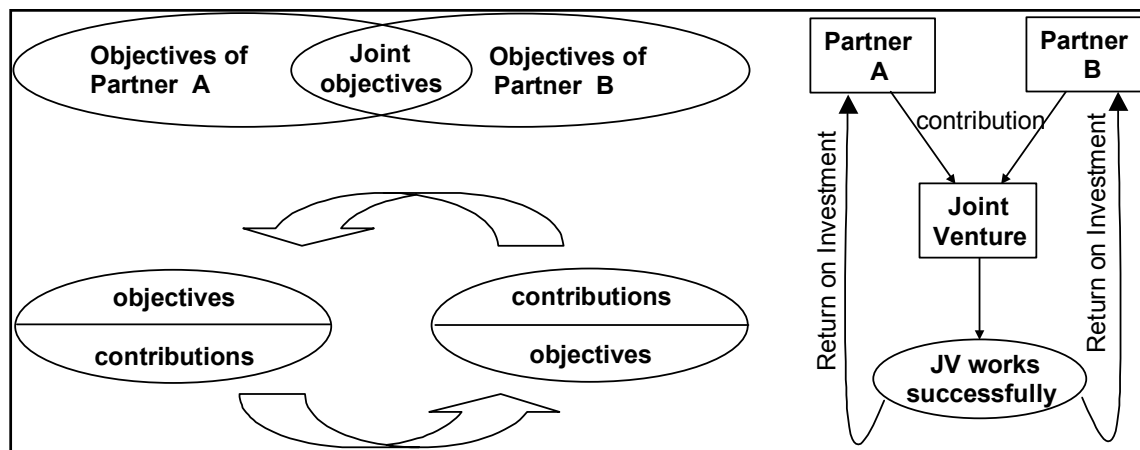 Objectives of
Partner A
Joint
objectives
Objectives of
Partner B
objectives
contributions
contributions
objectives
Partner
A
Partner
B
contribution
Joint
Venture
Return on Investment
Return on Investment
JV works
successfully